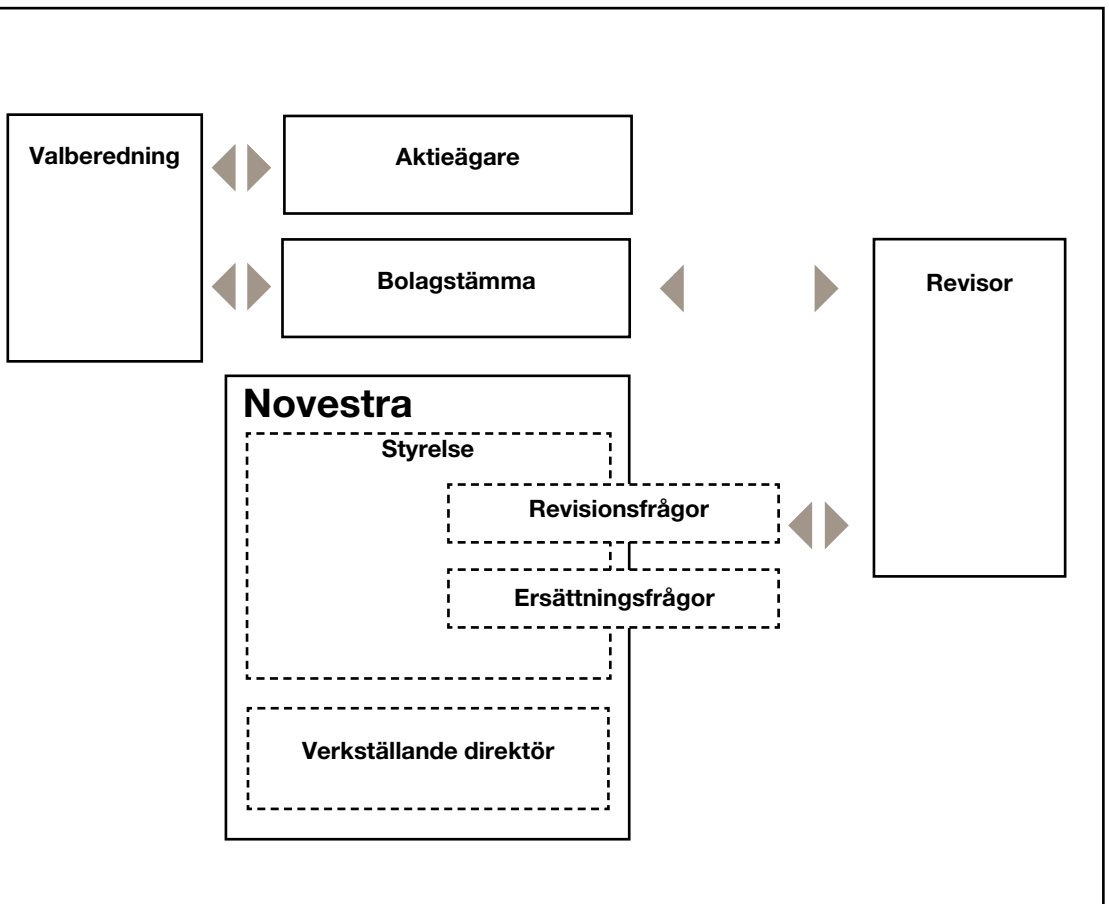 Valberedning
Aktieägare
Bolagstämma
Revisor
Novestra
Styrelse
Revisionsfrågor
Ersättningsfrågor
Verkställande direktör